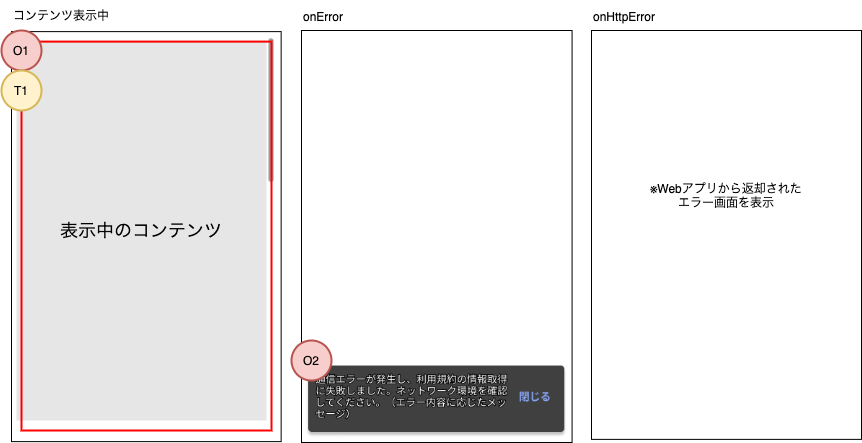 コンテンツ表示中
O1
T1
表示中のコンテンツ
onError
O2
通信エラーが発生し、利用規約の情報取得
に失敗しました。ネットワーク環境を確認
してください。（エラー内容に応じたメッ
セージ）
閉じる
onHttpError
※Webアプリから返却された
エラー画面を表示